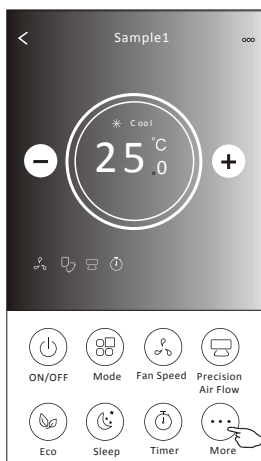 Sample1
Cool
25.0°C
ON/OFF
Mode
Fan Speed
Precision
Air Flow
Eco
Sleep
Timer
More